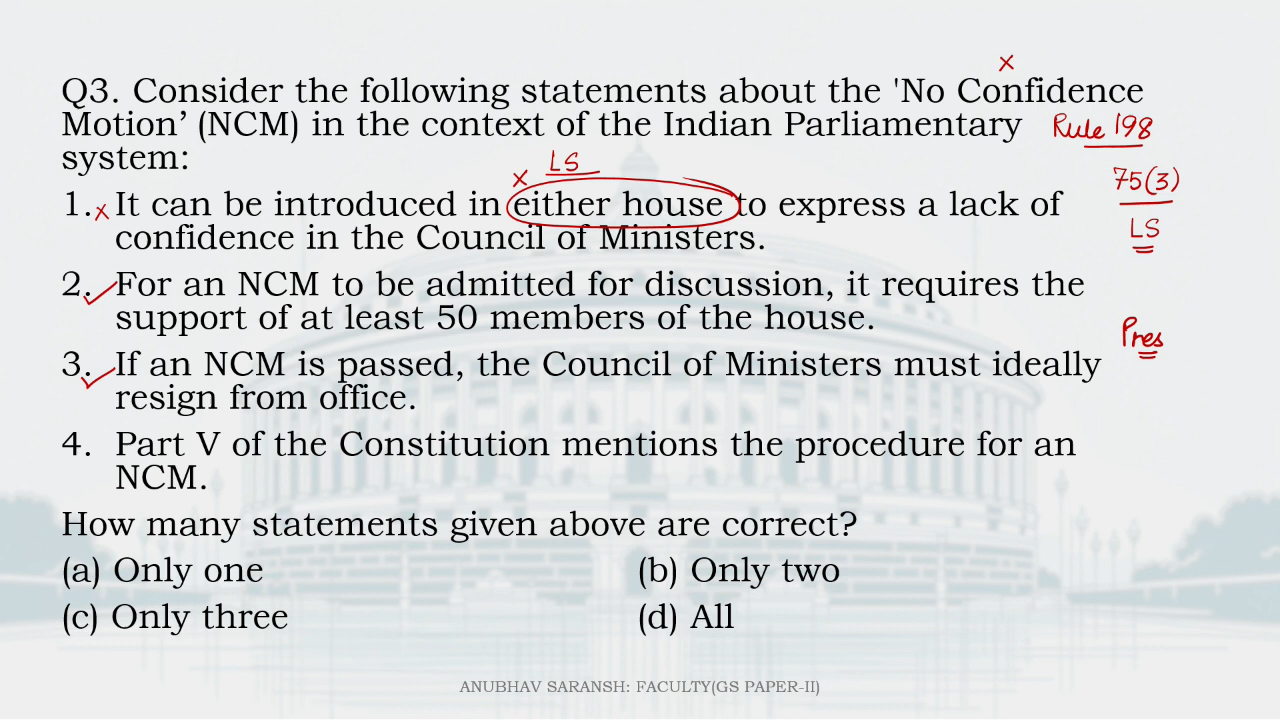 ×
Q3. Consider the following statements about the 'No Confidence
Motion’ (NCM) in the context of the Indian Parliamentary
Rule 198
system:
LS
75(3)
×
1. × It can be introduced in either house to express a lack of
LS
confidence in the Council of Ministers.
2. ✓ For an NCM to be admitted for discussion, it requires the
support of at least 50 members of the house.
Pres
3. ✓ If an NCM is passed, the Council of Ministers must ideally
resign from office.
4. Part V of the Constitution mentions the procedure for an
NCM.
How many statements given above are correct?
(a) Only one (b) Only two
(c) Only three (d) All
ANUBHAV SARANSH: FACULTY(GS PAPER-II)